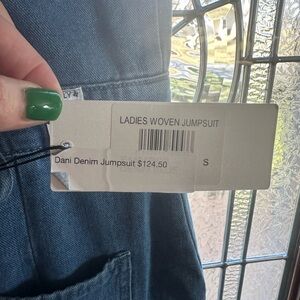 LADIES WOVEN JUMPSUIT
Dani Denim Jumpsuit $124.50 S